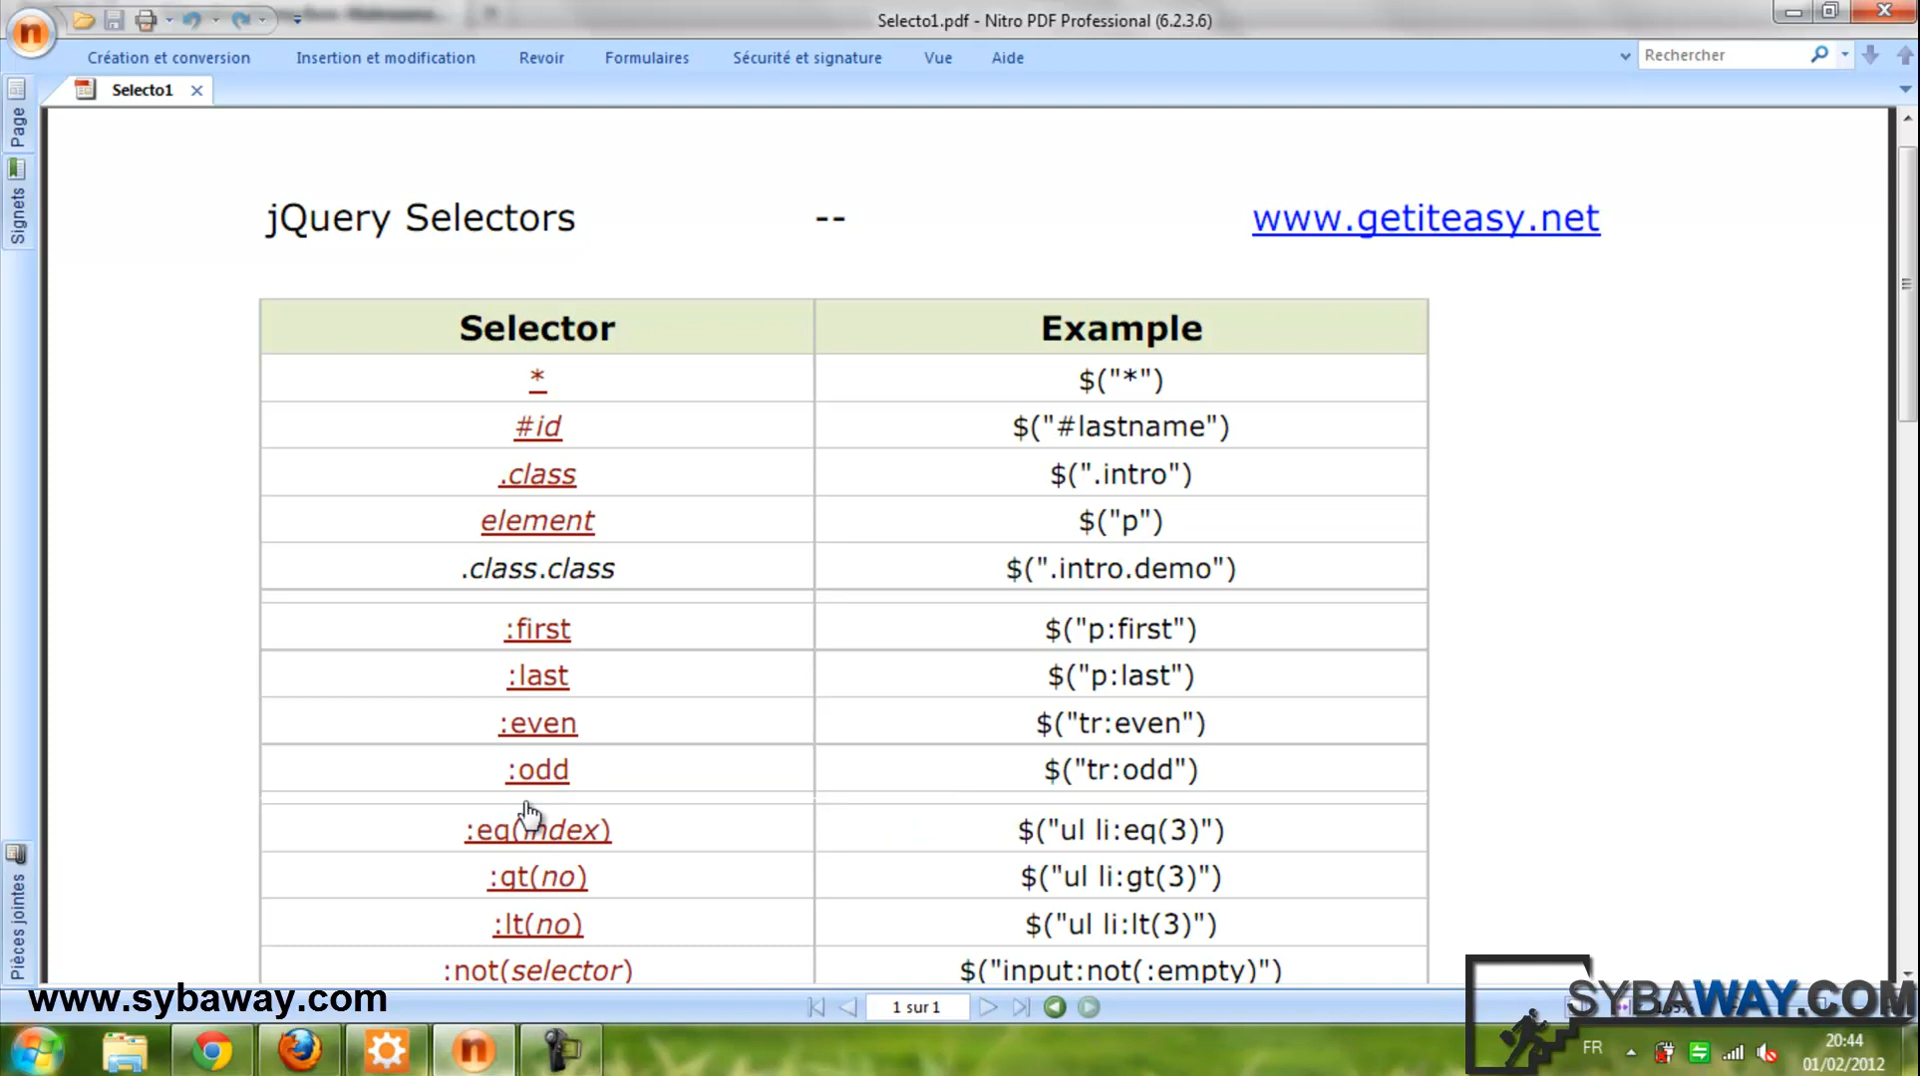 Selecto1.pdf - Nitro PDF Professional (6.2.3.6)
Création et conversion Insertion et modification Revoir Formulaires Sécurité et signature Vue Aide Rechercher
Selecto1
Page
Signets
Pièces jointes
jQuery Selectors -- www.getiteasy.net
Selector Example
* $("*")
#id $("#lastname")
.class $(".intro")
element $("p")
.class.class $(".intro.demo")
:first $("p:first")
:last $("p:last")
:even $("tr:even")
:odd $("tr:odd")
:eq(index) $("ul li:eq(3)")
:gt(no) $("ul li:gt(3)")
:lt(no) $("ul li:lt(3)")
:not(selector) $("input:not(:empty)")
www.sybaway.com
1 sur 1
SYBAWAY.COM
FR
20:44
01/02/2012